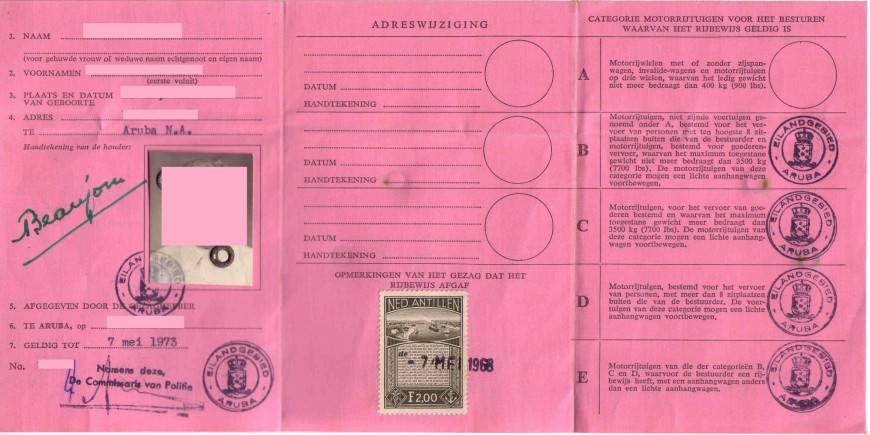 1. NAAM
(voor gehuwde vrouw of weduwe naam echtgenoot en eigen naam)
2. VOORNAMEN
(eerste voluit)
3. PLAATS EN DATUM
VAN GEBOORTE
4. ADRES
TE Aruba N.A.
Handtekening van de houder:
Beaujon
EILANDGEBIED
ARUBA
5. AFGEGEVEN DOOR DE GEZAGHEBBER
6. TE ARUBA, op
7. GELDIG TOT 7 mei 1973
No.
Namens deze,
De Commissaris van Politie
EILANDGEBIED
ARUBA
ADRESWIJZIGING
DATUM
HANDTEKENING
DATUM
HANDTEKENING
DATUM
HANDTEKENING
OPMERKINGEN VAN HET GEZAG DAT HET
RIJBEWIJS AFGAF
NED. ANTILLEN
de
- 7 MEI 1968
F 2,00
CATEGORIE MOTORRIJTUIGEN VOOR HET BESTUREN
WAARVAN HET RIJBEWIJS GELDIG IS
A
Motorrijwielen met of zonder zijspan-
wagen, invalide-wagens en motorrijtuigen
op drie wielen, waarvan het ledig gewicht
niet meer bedraagt dan 400 kg (900 lbs).
B
Motorrijtuigen, niet zijnde voertuigen ge-
noemd onder A, bestemd voor het ver-
voer van personen met ten hoogste 8 zit-
plaatsen buiten die van de bestuurder en
motorrijtuigen, bestemd voor goederen-
vervoer, waarvan het maximum toegestane
gewicht niet meer bedraagt dan 3500 kg
(7700 lbs). De motorrijtuigen van deze
categorie mogen een lichte aanhangwagen
voortbewegen.
EILANDGEBIED
ARUBA
C
Motorrijtuigen, voor het vervoer van goe-
deren bestemd en waarvan het maximum
toegestane gewicht meer bedraagt dan
3500 kg (7700 lbs). De motorrijtuigen van
deze categorie mogen een lichte aanhang-
wagen voortbewegen.
EILANDGEBIED
ARUBA
D
Motorrijtuigen, bestemd voor het vervoer
van personen, met meer dan 8 zitplaatsen
buiten die van de bestuurder. De voer-
tuigen van deze categorie mogen een lichte
aanhangwagen voortbewegen.
EILANDGEBIED
ARUBA
E
Motorrijtuigen van die der categorieën B,
C en D, waarvoor de bestuurder een rij-
bewijs heeft, met een aanhangwagen anders
dan een lichte aanhangwagen.
EILANDGEBIED
ARUBA